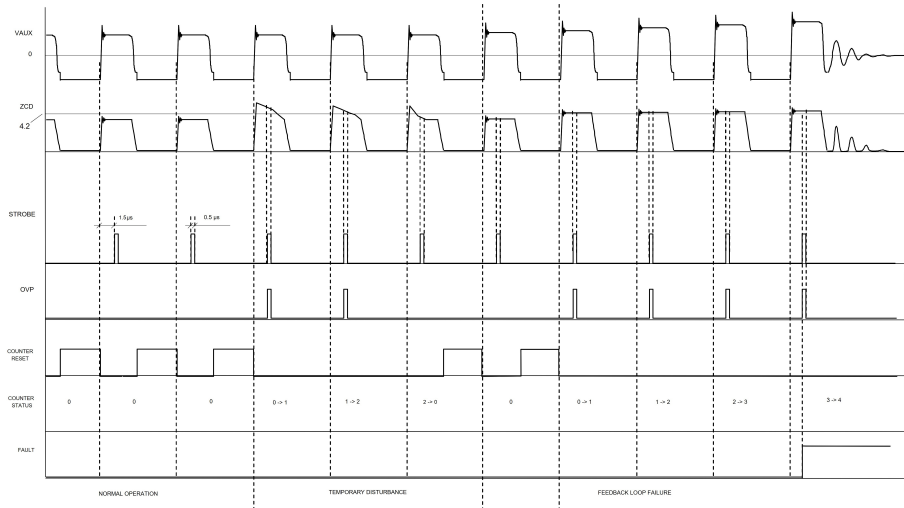 VAUX
0
ZCD
4.2
STROBE
1.5 µs
0.5 µs
OVP
COUNTER
RESET
COUNTER
STATUS
0
0
0
0 -> 1
1 -> 2
2 -> 0
0
0 -> 1
1 -> 2
2 -> 3
3 -> 4
FAULT
NORMAL OPERATION
TEMPORARY DISTURBANCE
FEEDBACK LOOP FAILURE